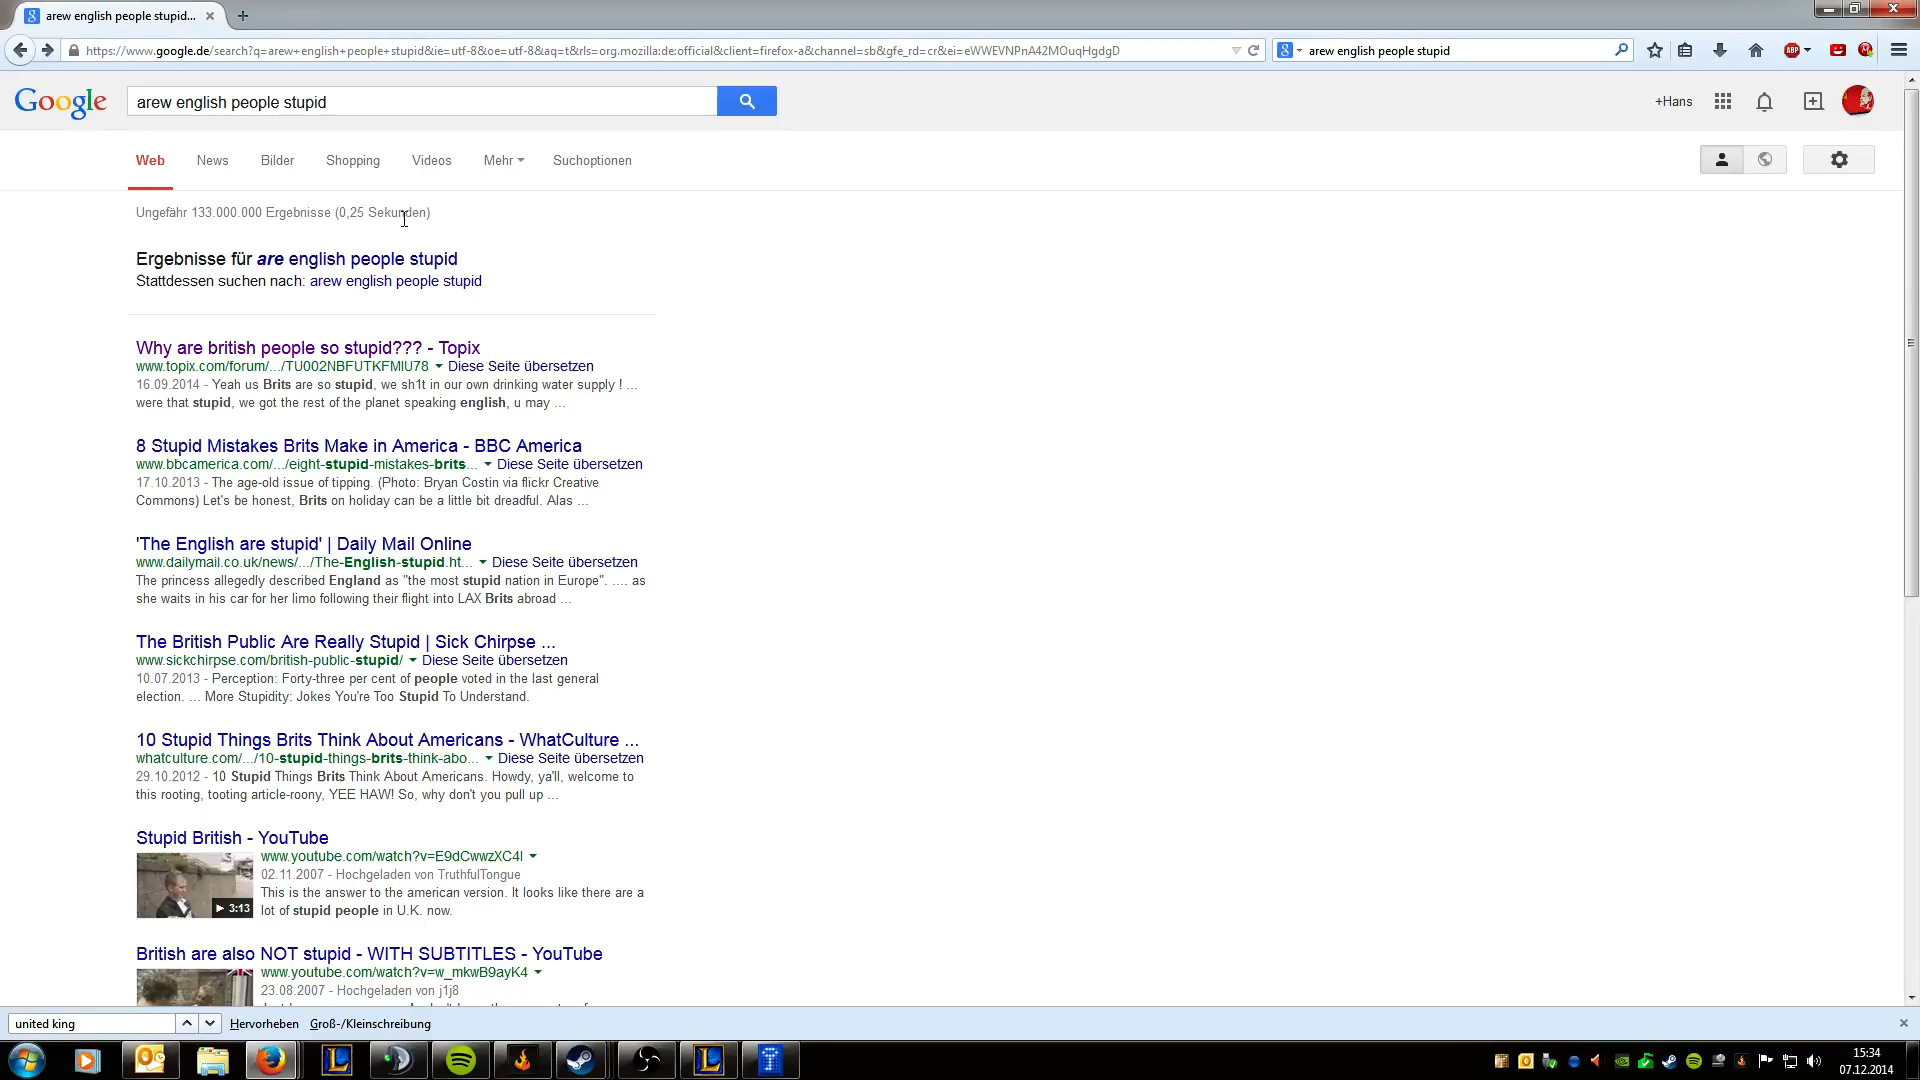 arew english people stupid...
https://www.google.de/search?q=arew+english+people+stupid&ie=utf-8&oe=utf-8&aq=t&rls=org.mozilla:de:official&client=firefox-a&channel=sb&gfe_rd=cr&ei=eWWEVNPnA42MOuqHgdgD
arew english people stupid
ABP
Google
arew english people stupid
+Hans
Web News Bilder Shopping Videos Mehr Suchoptionen
Ungefähr 133.000.000 Ergebnisse (0,25 Sekunden)
Ergebnisse für are english people stupid
Stattdessen suchen nach: arew english people stupid
Why are british people so stupid??? - Topix
www.topix.com/forum/.../TU002NBFUTKFMIU78 Diese Seite übersetzen
16.09.2014 - Yeah us Brits are so stupid, we sh1t in our own drinking water supply ! ...
were that stupid, we got the rest of the planet speaking english, u may ...
8 Stupid Mistakes Brits Make in America - BBC America
www.bbcamerica.com/.../eight-stupid-mistakes-brits... Diese Seite übersetzen
17.10.2013 - The age-old issue of tipping. (Photo: Bryan Costin via flickr Creative
Commons) Let's be honest, Brits on holiday can be a little bit dreadful. Alas ...
'The English are stupid' | Daily Mail Online
www.dailymail.co.uk/news/.../The-English-stupid.ht... Diese Seite übersetzen
The princess allegedly described England as "the most stupid nation in Europe". .... as
she waits in his car for her limo following their flight into LAX Brits abroad ...
The British Public Are Really Stupid | Sick Chirpse ...
www.sickchirpse.com/british-public-stupid/ Diese Seite übersetzen
10.07.2013 - Perception: Forty-three per cent of people voted in the last general
election. ... More Stupidity: Jokes You're Too Stupid To Understand.
10 Stupid Things Brits Think About Americans - WhatCulture ...
whatculture.com/.../10-stupid-things-brits-think-abo... Diese Seite übersetzen
29.10.2012 - 10 Stupid Things Brits Think About Americans. Howdy, ya'll, welcome to
this rooting, tooting article-roony, YEE HAW! So, why don't you pull up ...
Stupid British - YouTube
www.youtube.com/watch?v=E9dCwwzXC4I
02.11.2007 - Hochgeladen von TruthfulTongue
This is the answer to the american version. It looks like there are a
lot of stupid people in U.K. now.
3:13
British are also NOT stupid - WITH SUBTITLES - YouTube
www.youtube.com/watch?v=w_mkwB9ayK4
23.08.2007 - Hochgeladen von j1j8
united king Hervorheben Groß-/Kleinschreibung
15:34
07.12.2014